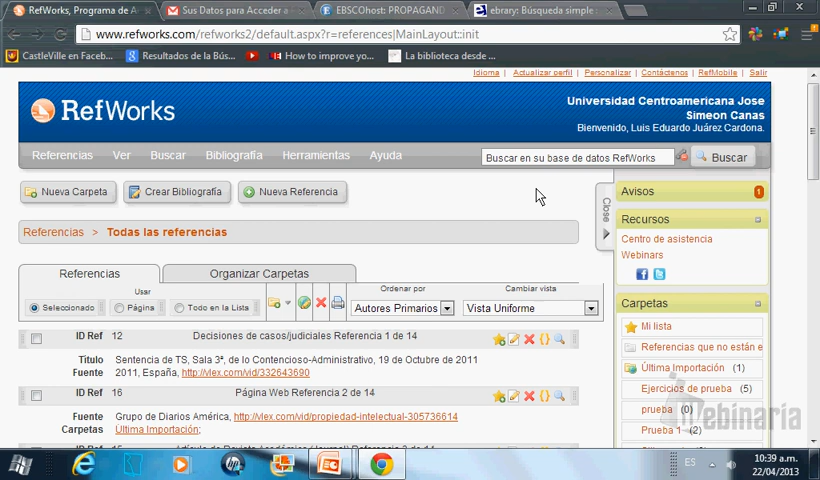 RefWorks, Programa de A
Sus Datos para Acceder a
EBSCOhost: PROPAGAND
ebrary: Búsqueda simple
www.refworks.com/refworks2/default.aspx?r=references|MainLayout::init
CastleVille en Faceb...
Resultados de la Bús...
How to improve yo...
La biblioteca desde ...
Idioma | Actualizar perfil | Personalizar | Contáctenos | RefMobile | Salir
RefWorks
Universidad Centroamericana Jose
Simeon Canas
Bienvenido, Luis Eduardo Juárez Cardona.
Referencias Ver Buscar Bibliografía Herramientas Ayuda
Buscar en su base de datos RefWorks
Buscar
Nueva Carpeta
Crear Bibliografía
Nueva Referencia
Close
Avisos 1
Recursos
Centro de asistencia
Webinars
Referencias > Todas las referencias
Referencias
Organizar Carpetas
Usar
Seleccionado Página Todo en la Lista
Ordenar por
Autores Primarios
Cambiar vista
Vista Uniforme
Carpetas
Mi lista
Referencias que no están e
Última Importación (1)
Ejercicios de prueba (5)
prueba (0)
Prueba 1 (2)
ID Ref 12 Decisiones de casos/judiciales Referencia 1 de 14
Título Sentencia de TS, Sala 3ª, de lo Contencioso-Administrativo, 19 de Octubre de 2011
Fuente 2011, España, http://vlex.com/vid/332643690
ID Ref 16 Página Web Referencia 2 de 14
Fuente Grupo de Diarios América, http://vlex.com/vid/propiedad-intelectual-305736614
Carpetas Última Importación;
Webinaria
ES
10:39 a.m.
22/04/2013